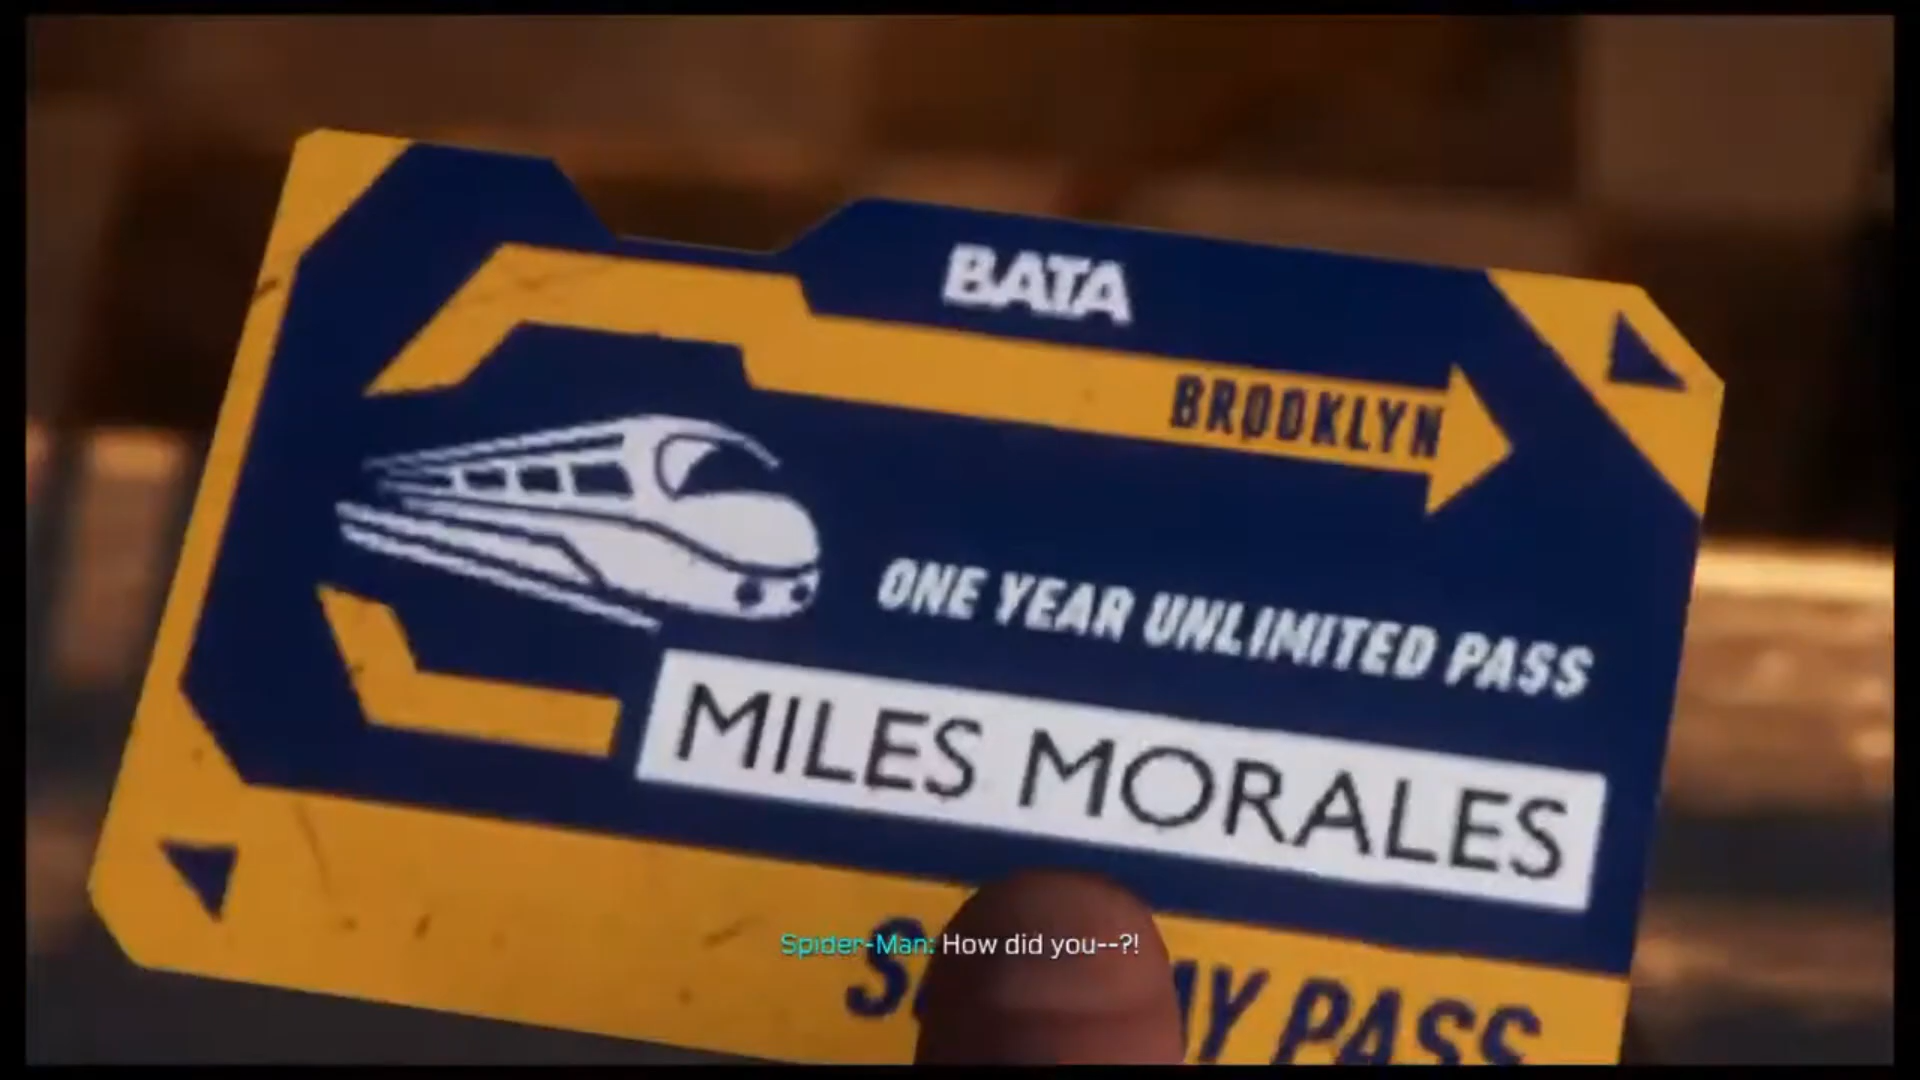 BATA
BROOKLYN
ONE YEAR UNLIMITED PASS
MILES MORALES
Spider-Man: How did you--?!
PASS